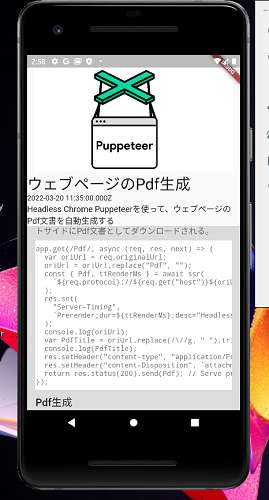 2:58
Puppeteer
ウェブページのPdf生成
2022-03-20 11:35:00.000Z
Headless Chrome Puppeteerを使って、ウェブページの
Pdf文書を自動生成する
トサイドにPdf文書としてダウンロードされる。
app.get(/Pdf/, async (req, res, next) => {
let oriUrl = req.originalUrl;
oriUrl = oriUrl.replace("Pdf", "");
const { Pdf, ttRenderMs } = await ssr(
`${req.protocol}://${req.get("host")}${ori
);
res.set(
"Server-Timing",
`Prerender;dur=${ttRenderMs};desc="Headless
);
console.log(oriUrl);
var PdfTitle = oriUrl.replace(/\//g, " ").tri
console.log(PdfTitle);
res.setHeader("content-type", "application/Pd
res.setHeader("content-Disposition", `attachm
return res.status(200).send(Pdf); // Serve pr
});
Pdf生成